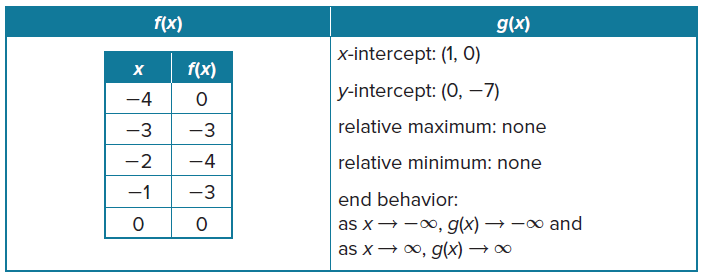 f(x) g(x)
x f(x)
−4 0
−3 −3
−2 −4
−1 −3
0 0
x-intercept: (1, 0)
y-intercept: (0, −7)
relative maximum: none
relative minimum: none
end behavior:
as x → −∞, g(x) → −∞ and
as x → ∞, g(x) → ∞